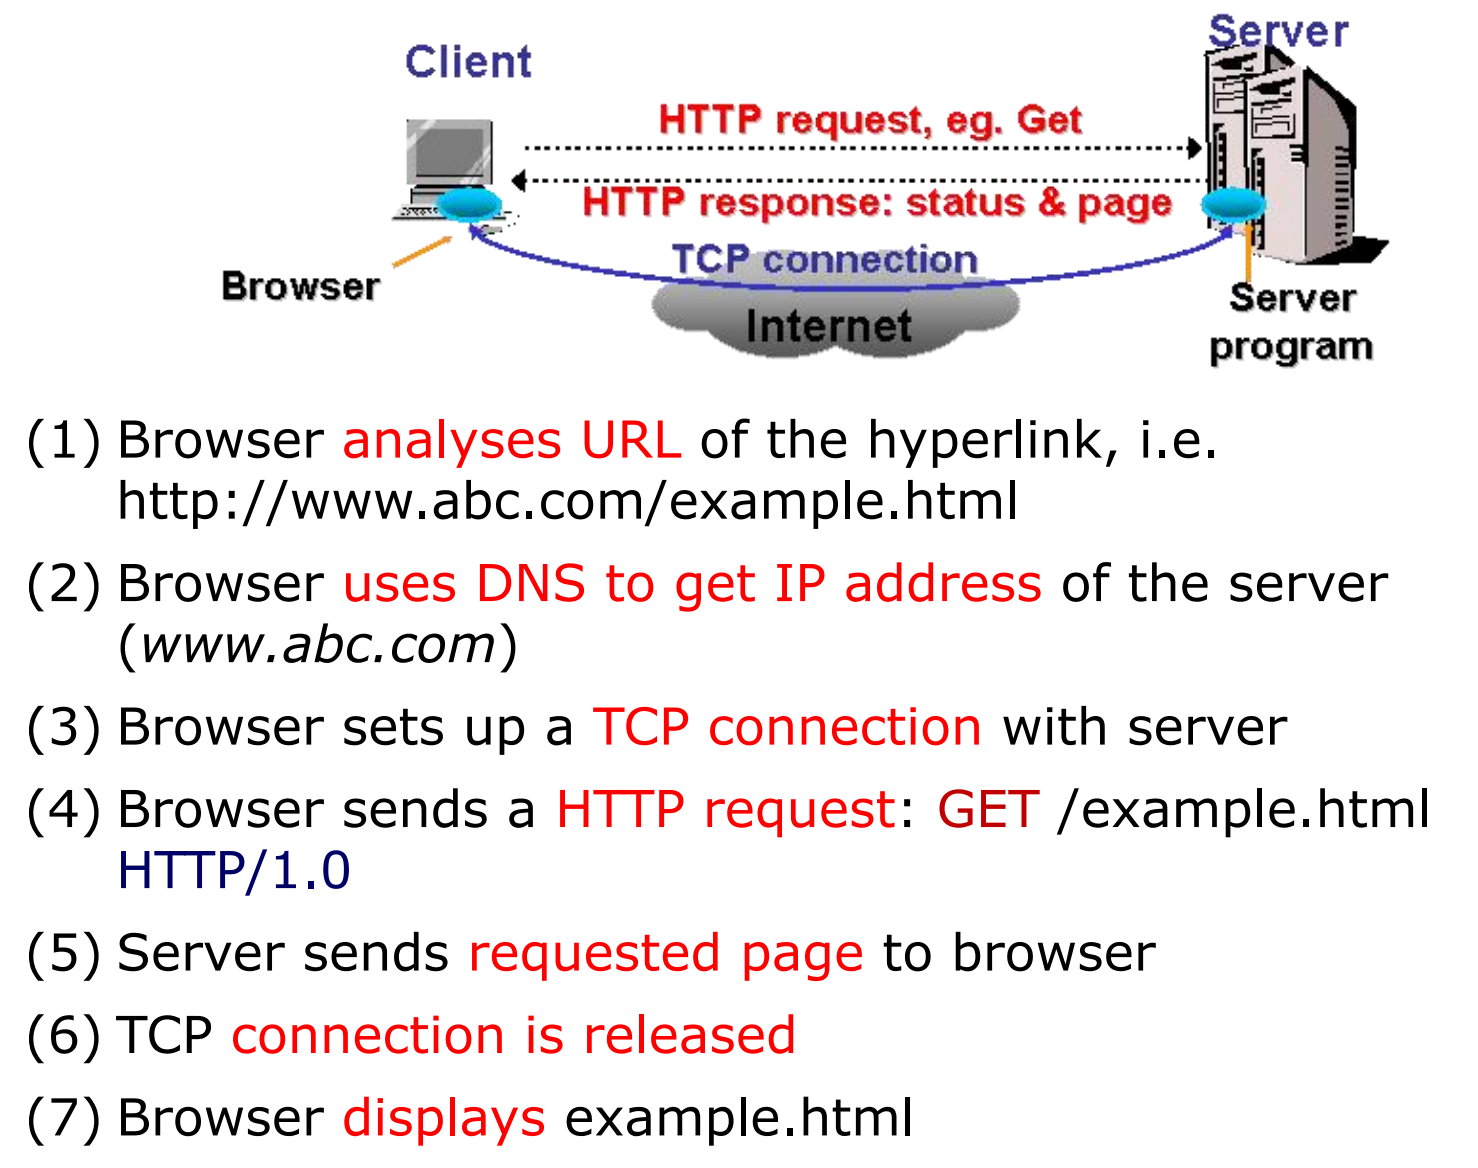 Server
Client
HTTP request, eg. Get
HTTP response: status & page
TCP connection
Browser
Internet
Server
program
(1) Browser analyses URL of the hyperlink, i.e.
http://www.abc.com/example.html
(2) Browser uses DNS to get IP address of the server
(www.abc.com)
(3) Browser sets up a TCP connection with server
(4) Browser sends a HTTP request: GET /example.html
HTTP/1.0
(5) Server sends requested page to browser
(6) TCP connection is released
(7) Browser displays example.html